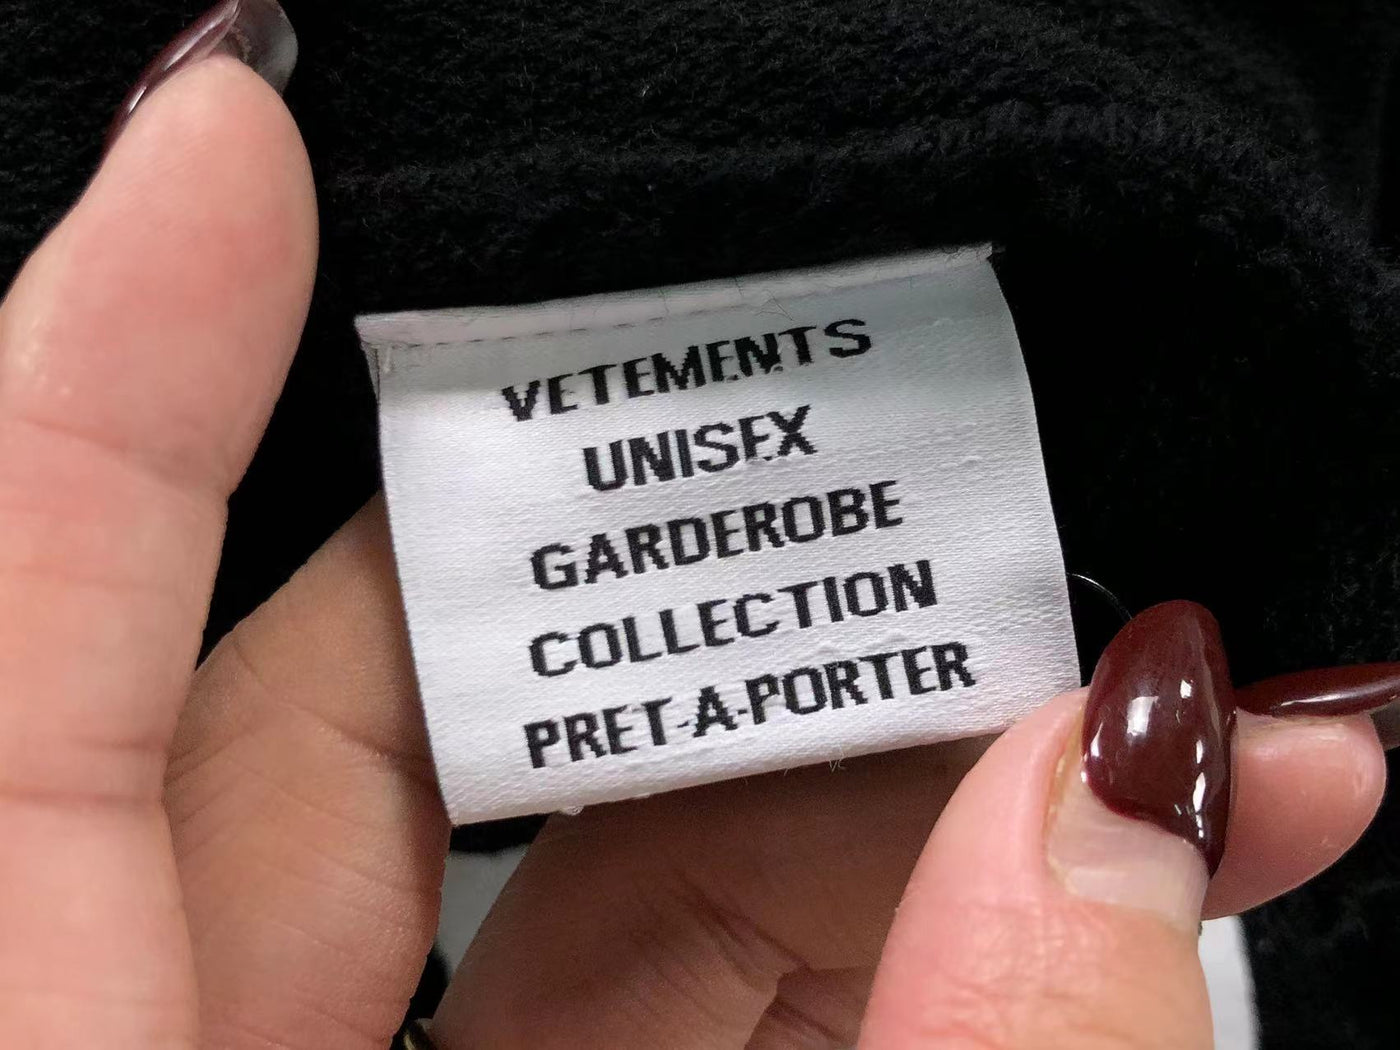 VETEMENTS
UNISEX
GARDEROBE
COLLECTION
PRET-A-PORTER